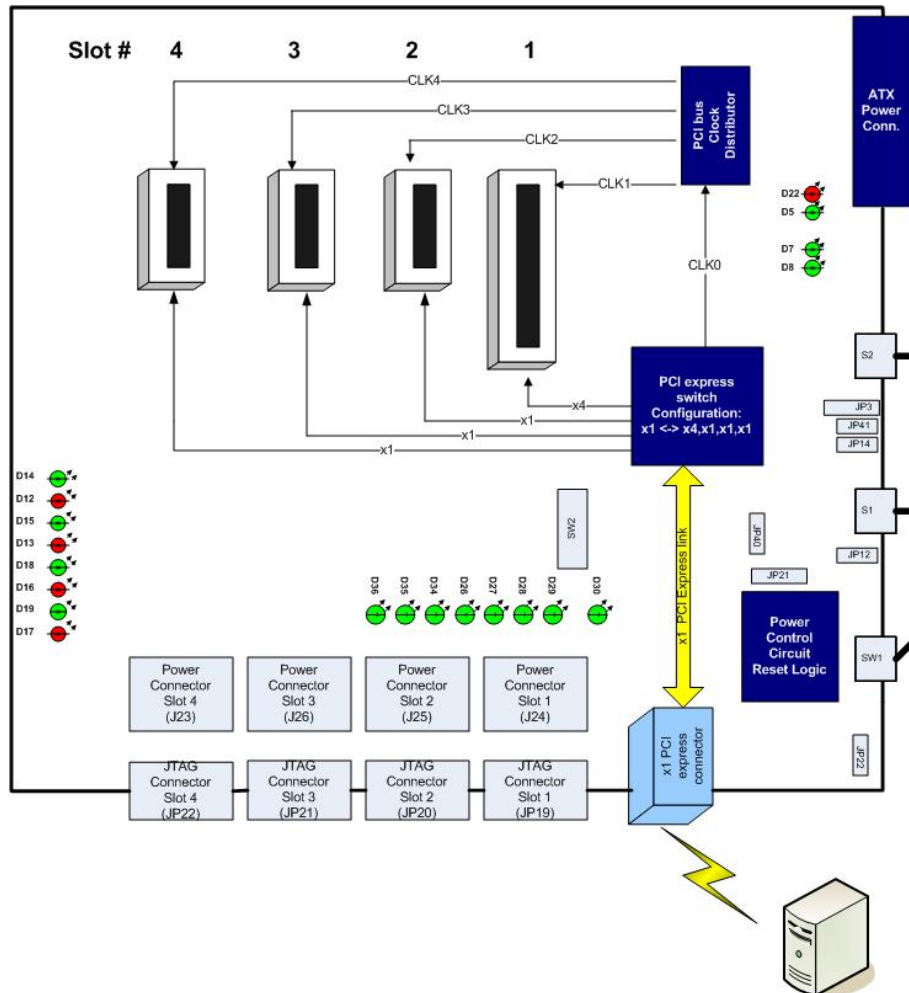 Slot # 4 3 2 1
CLK4
CLK3
CLK2
CLK1
PCI bus
Clock
Distributor
ATX
Power
Conn.
D22
D5
D7
D8
CLK0
PCI express
switch
Configuration:
x1 <-> x4,x1,x1,x1
x4
x1
x1
x1
S2
JP3
JP41
JP14
S1
JP12
JP40
JP21
SW2
D14
D12
D15
D13
D18
D16
D19
D17
D36
D35
D34
D26
D27
D28
D29
D30
x1 PCI Express link
Power
Control
Circuit
Reset Logic
SW1
JP22
Power
Connector
Slot 4
(J23)
Power
Connector
Slot 3
(J26)
Power
Connector
Slot 2
(J25)
Power
Connector
Slot 1
(J24)
x1 PCI
express
connector
JTAG
Connector
Slot 4
(JP22)
JTAG
Connector
Slot 3
(JP21)
JTAG
Connector
Slot 2
(JP20)
JTAG
Connector
Slot 1
(JP19)